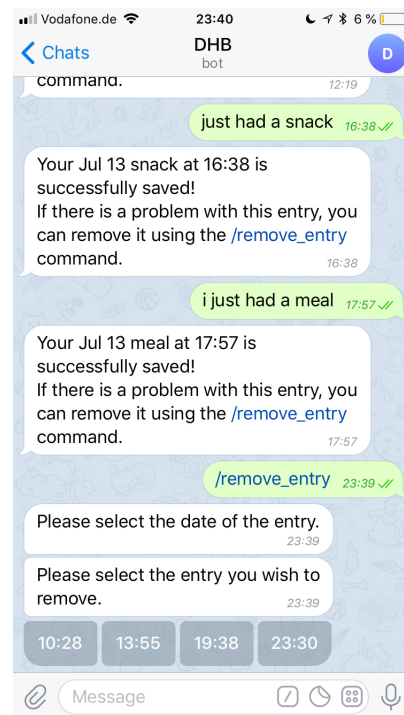 Vodafone.de 23:40 6 %
Chats DHB D
bot
command. 12:19
just had a snack 16:38
Your Jul 13 snack at 16:38 is
successfully saved!
If there is a problem with this entry, you
can remove it using the /remove_entry
command. 16:38
i just had a meal 17:57
Your Jul 13 meal at 17:57 is
successfully saved!
If there is a problem with this entry, you
can remove it using the /remove_entry
command. 17:57
/remove_entry 23:39
Please select the date of the entry.
23:39
Please select the entry you wish to
remove. 23:39
10:28 13:55 19:38 23:30
Message